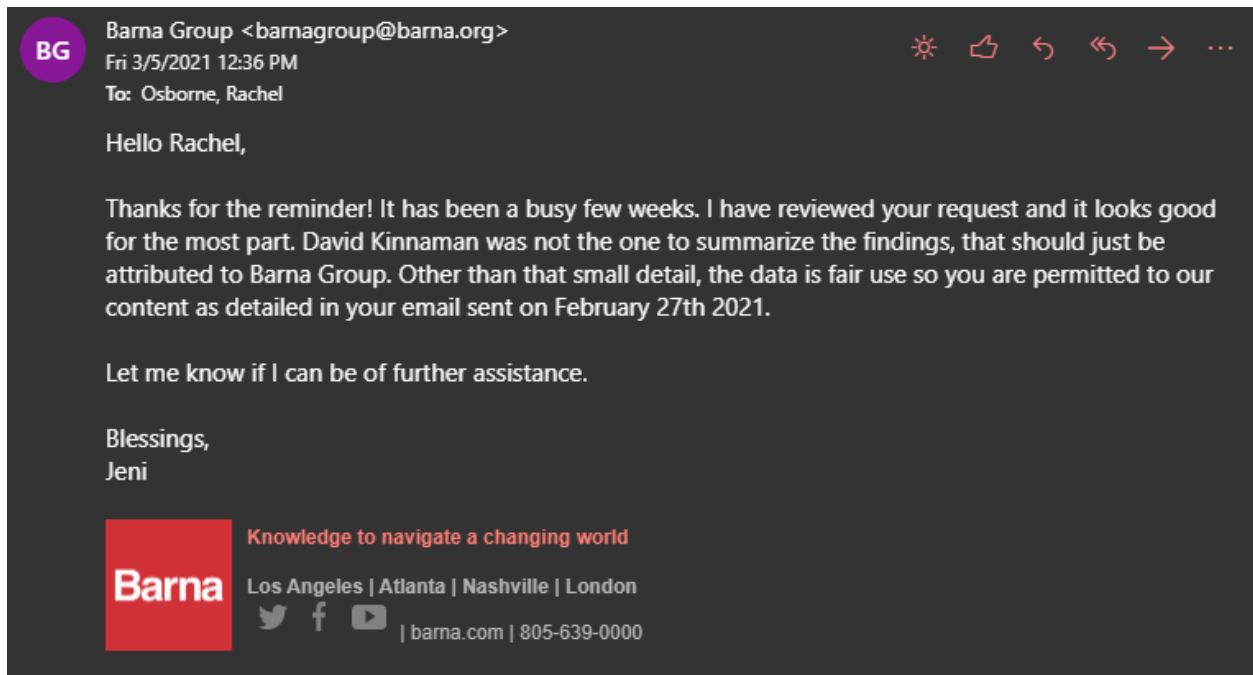 BG
Barna Group <barnagroup@barna.org>
Fri 3/5/2021 12:36 PM
To: Osborne, Rachel
Hello Rachel,
Thanks for the reminder! It has been a busy few weeks. I have reviewed your request and it looks good
for the most part. David Kinnaman was not the one to summarize the findings, that should just be
attributed to Barna Group. Other than that small detail, the data is fair use so you are permitted to our
content as detailed in your email sent on February 27th 2021.
Let me know if I can be of further assistance.
Blessings,
Jeni
Barna
Knowledge to navigate a changing world
Los Angeles | Atlanta | Nashville | London
| barna.com | 805-639-0000